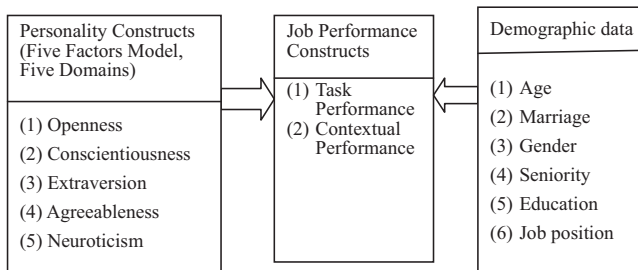 Personality Constructs
(Five Factors Model,
Five Domains)
(1) Openness
(2) Conscientiousness
(3) Extraversion
(4) Agreeableness
(5) Neuroticism
Job Performance
Constructs
(1) Task
Performance
(2) Contextual
Performance
Demographic data
(1) Age
(2) Marriage
(3) Gender
(4) Seniority
(5) Education
(6) Job position